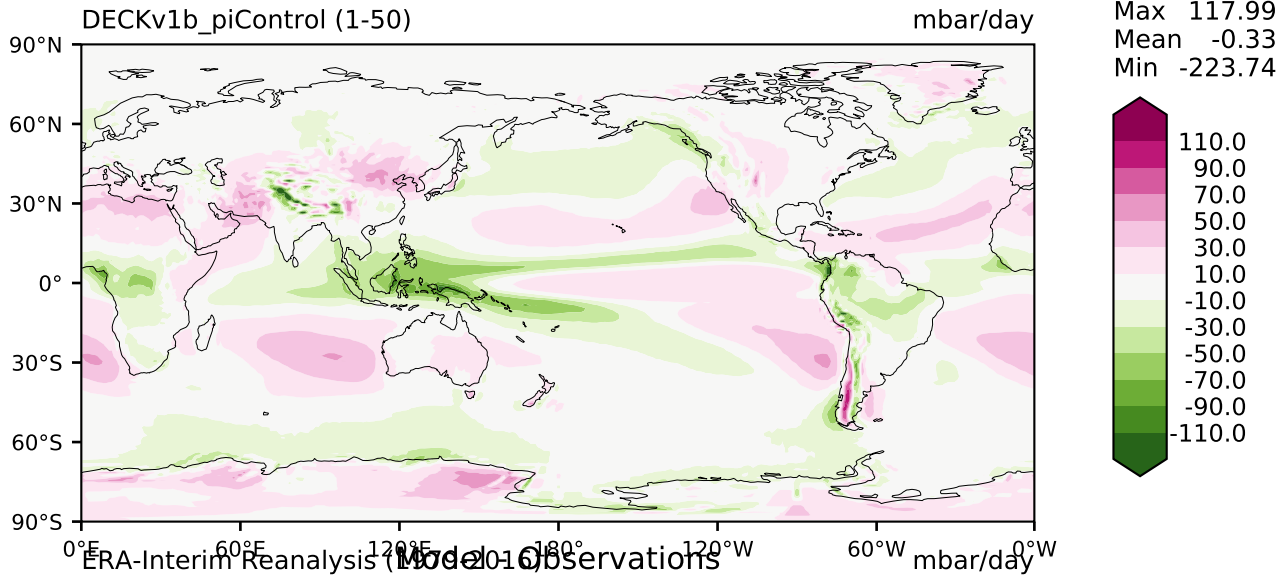 DECKv1b_piControl (1-50)
mbar/day
Max 117.99
Mean -0.33
Min -223.74
90°N
60°N
30°N
0°
30°S
60°S
90°S
110.0
90.0
70.0
50.0
30.0
10.0
-10.0
-30.0
-50.0
-70.0
-90.0
-110.0
0°E 60°E 120°E 180° 120°W 60°W 0°W
ERA-Interim Reanalysis (1979-2016)
Model - Observations
mbar/day